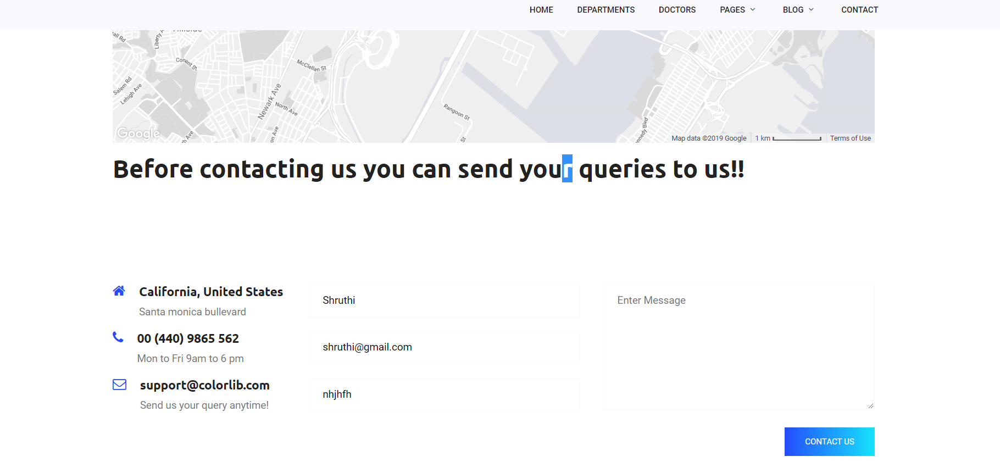 HOME DEPARTMENTS DOCTORS PAGES BLOG CONTACT
Liberty A
Conant St
McClellan St
Salem Rd
Lehigh Ave
Newark Ave
North Ave
Rangoon St
Google
Map data ©2019 Google 1 km Terms of Use
Before contacting us you can send your queries to us!!
California, United States
Santa monica bullevard
00 (440) 9865 562
Mon to Fri 9am to 6 pm
support@colorlib.com
Send us your query anytime!
Shruthi
shruthi@gmail.com
nhjhfh
Enter Message
CONTACT US